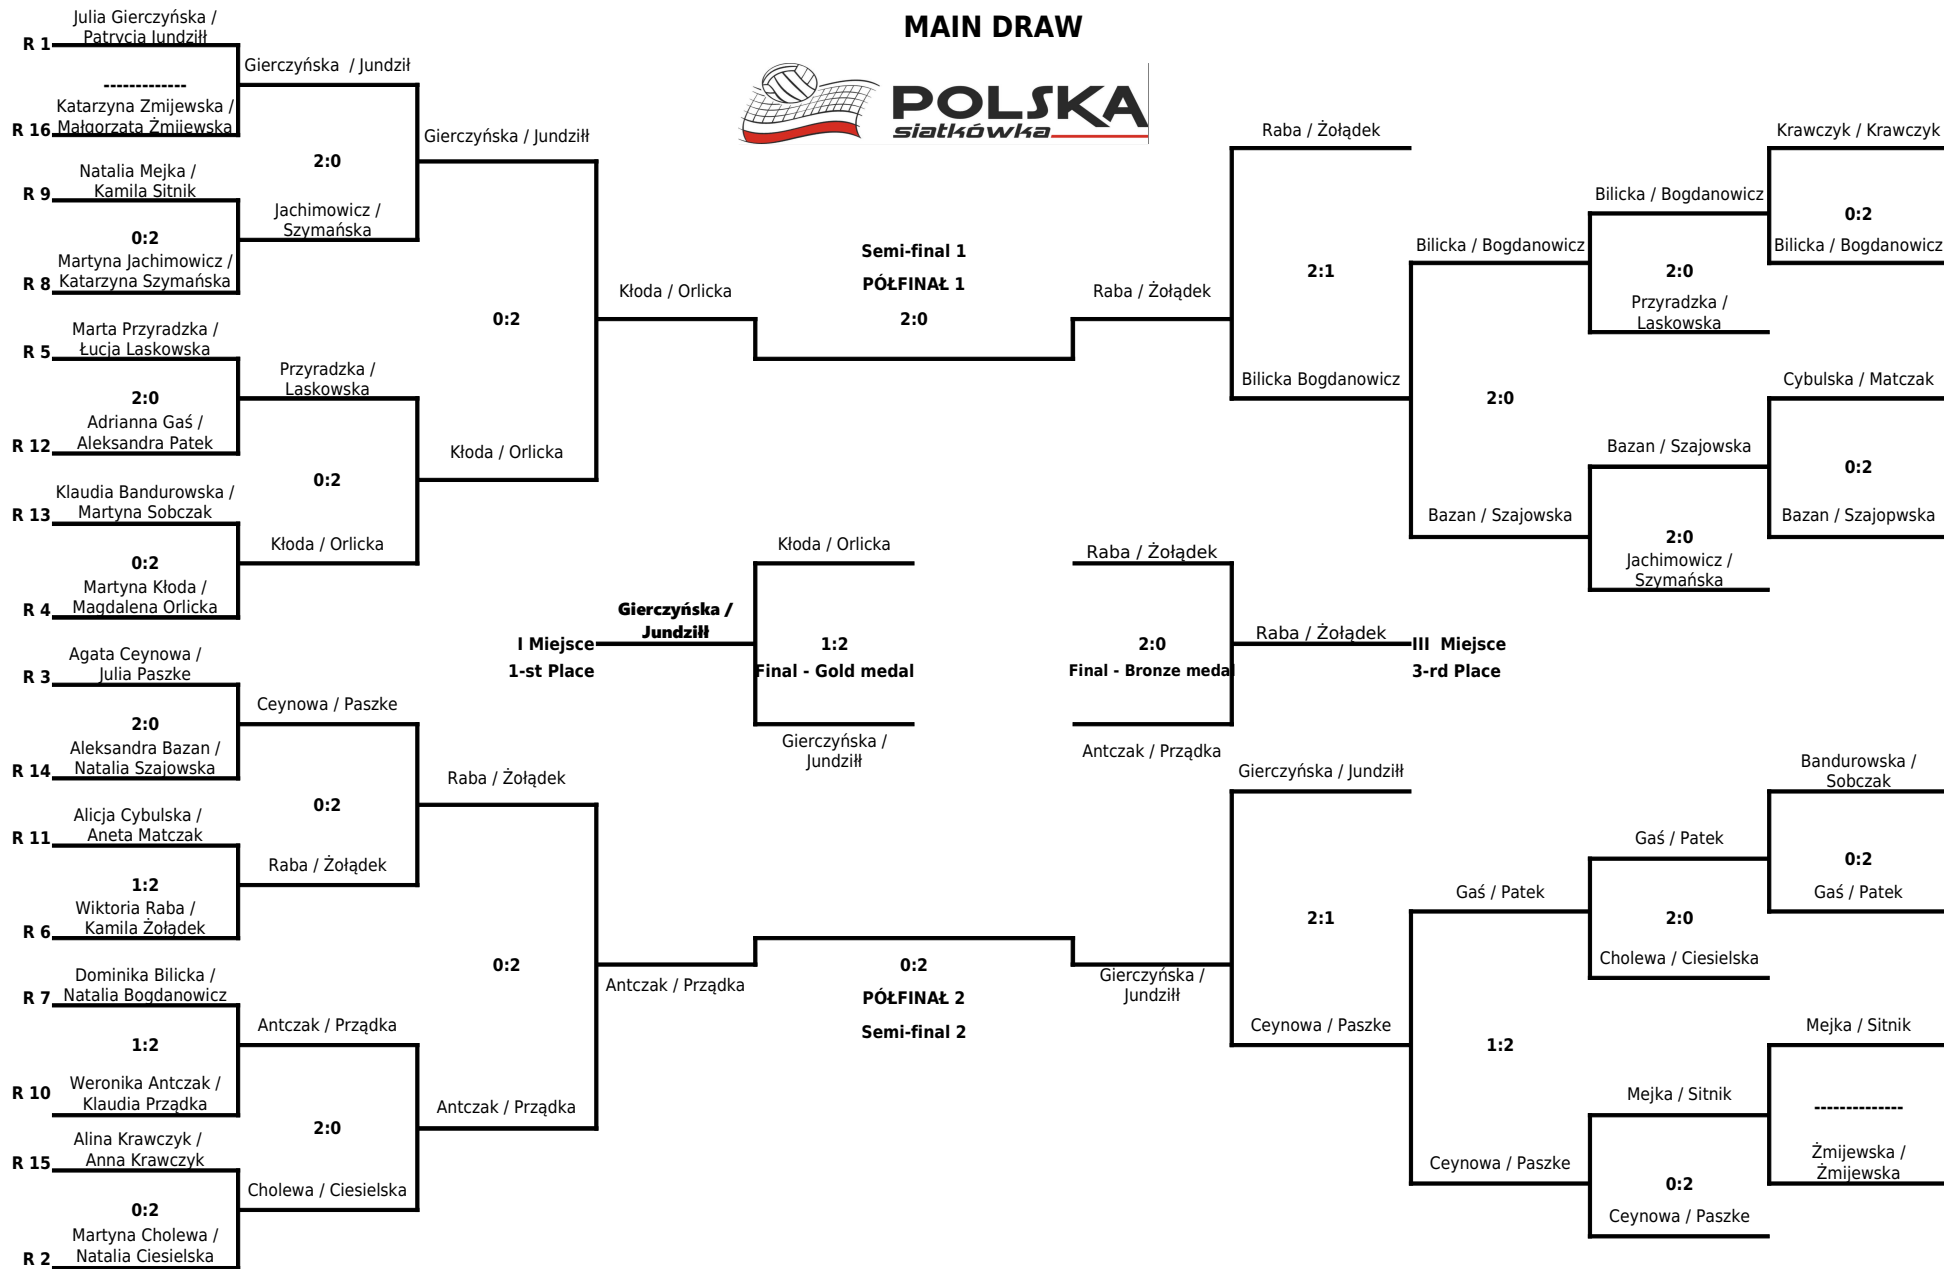 MAIN DRAW
POLSKA
siatkówka
Julia Gierczyńska /
R 1 Patrycja Jundziłł
-------------
Katarzyna Zmijewska /
R 16 Małgorzata Żmijewska
Natalia Mejka /
R 9 Kamila Sitnik
0:2
Martyna Jachimowicz /
R 8 Katarzyna Szymańska
Marta Przyradzka /
R 5 Łucja Laskowska
2:0
Adrianna Gaś /
R 12 Aleksandra Patek
Klaudia Bandurowska /
R 13 Martyna Sobczak
0:2
Martyna Kłoda /
R 4 Magdalena Orlicka
Agata Ceynowa /
R 3 Julia Paszke
2:0
Aleksandra Bazan /
R 14 Natalia Szajowska
Alicja Cybulska /
R 11 Aneta Matczak
1:2
Wiktoria Raba /
R 6 Kamila Żołądek
Dominika Bilicka /
R 7 Natalia Bogdanowicz
1:2
Weronika Antczak /
R 10 Klaudia Prządka
Alina Krawczyk /
R 15 Anna Krawczyk
0:2
Martyna Cholewa /
R 2 Natalia Ciesielska
Gierczyńska / Jundził
2:0
Jachimowicz /
Szymańska
Przyradzka /
Laskowska
0:2
Kłoda / Orlicka
Ceynowa / Paszke
0:2
Raba / Żołądek
Antczak / Prządka
2:0
Cholewa / Ciesielska
Gierczyńska / Jundziłł
0:2
Kłoda / Orlicka
Raba / Żołądek
0:2
Antczak / Prządka
Kłoda / Orlicka
Semi-final 1
PÓŁFINAŁ 1
2:0
Raba / Żołądek
Kłoda / Orlicka
Gierczyńska /
Jundziłł
I Miejsce
1-st Place
1:2
Final - Gold medal
Gierczyńska /
Jundziłł
Raba / Żołądek
2:0
Final - Bronze medal
Antczak / Prządka
Raba / Żołądek
III Miejsce
3-rd Place
Antczak / Prządka
0:2
PÓŁFINAŁ 2
Semi-final 2
Gierczyńska /
Jundziłł
Raba / Żołądek
2:1
Bilicka Bogdanowicz
Gierczyńska / Jundziłł
2:1
Ceynowa / Paszke
Bilicka / Bogdanowicz
2:0
Bazan / Szajowska
Gaś / Patek
1:2
Ceynowa / Paszke
Bilicka / Bogdanowicz
2:0
Przyradzka /
Laskowska
Bazan / Szajowska
2:0
Jachimowicz /
Szymańska
Gaś / Patek
2:0
Cholewa / Ciesielska
Mejka / Sitnik
0:2
Ceynowa / Paszke
Krawczyk / Krawczyk
0:2
Bilicka / Bogdanowicz
Cybulska / Matczak
0:2
Bazan / Szajopwska
Bandurowska /
Sobczak
0:2
Gaś / Patek
Mejka / Sitnik
--------------
Żmijewska /
Żmijewska